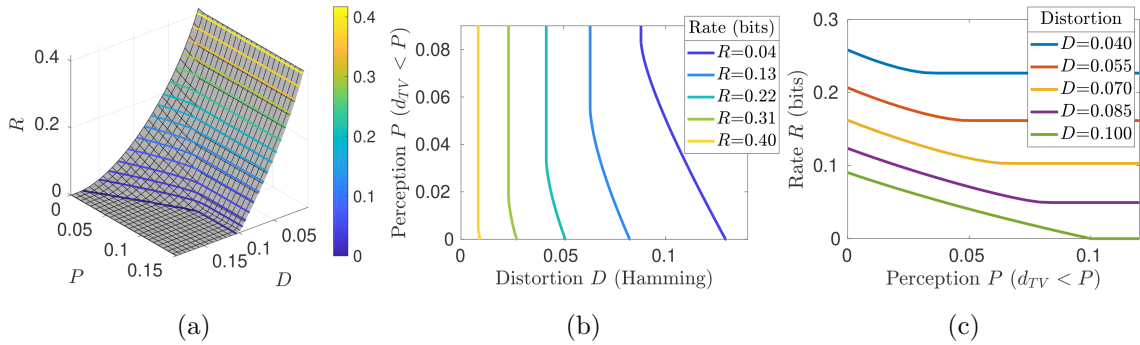 0.4
0.2
0
R
0
0.05
0.1
0.15
P
0.15
0.1
0.05
D
0.4
0.3
0.2
0.1
0
(a)
Perception P (d_TV < P)
0.08
0.06
0.04
0.02
0
0
0.05
0.1
Distortion D (Hamming)
Rate (bits)
R=0.04
R=0.13
R=0.22
R=0.31
R=0.40
(b)
Rate R (bits)
0.3
0.2
0.1
0
0
0.05
0.1
Perception P (d_TV < P)
Distortion
D=0.040
D=0.055
D=0.070
D=0.085
D=0.100
(c)